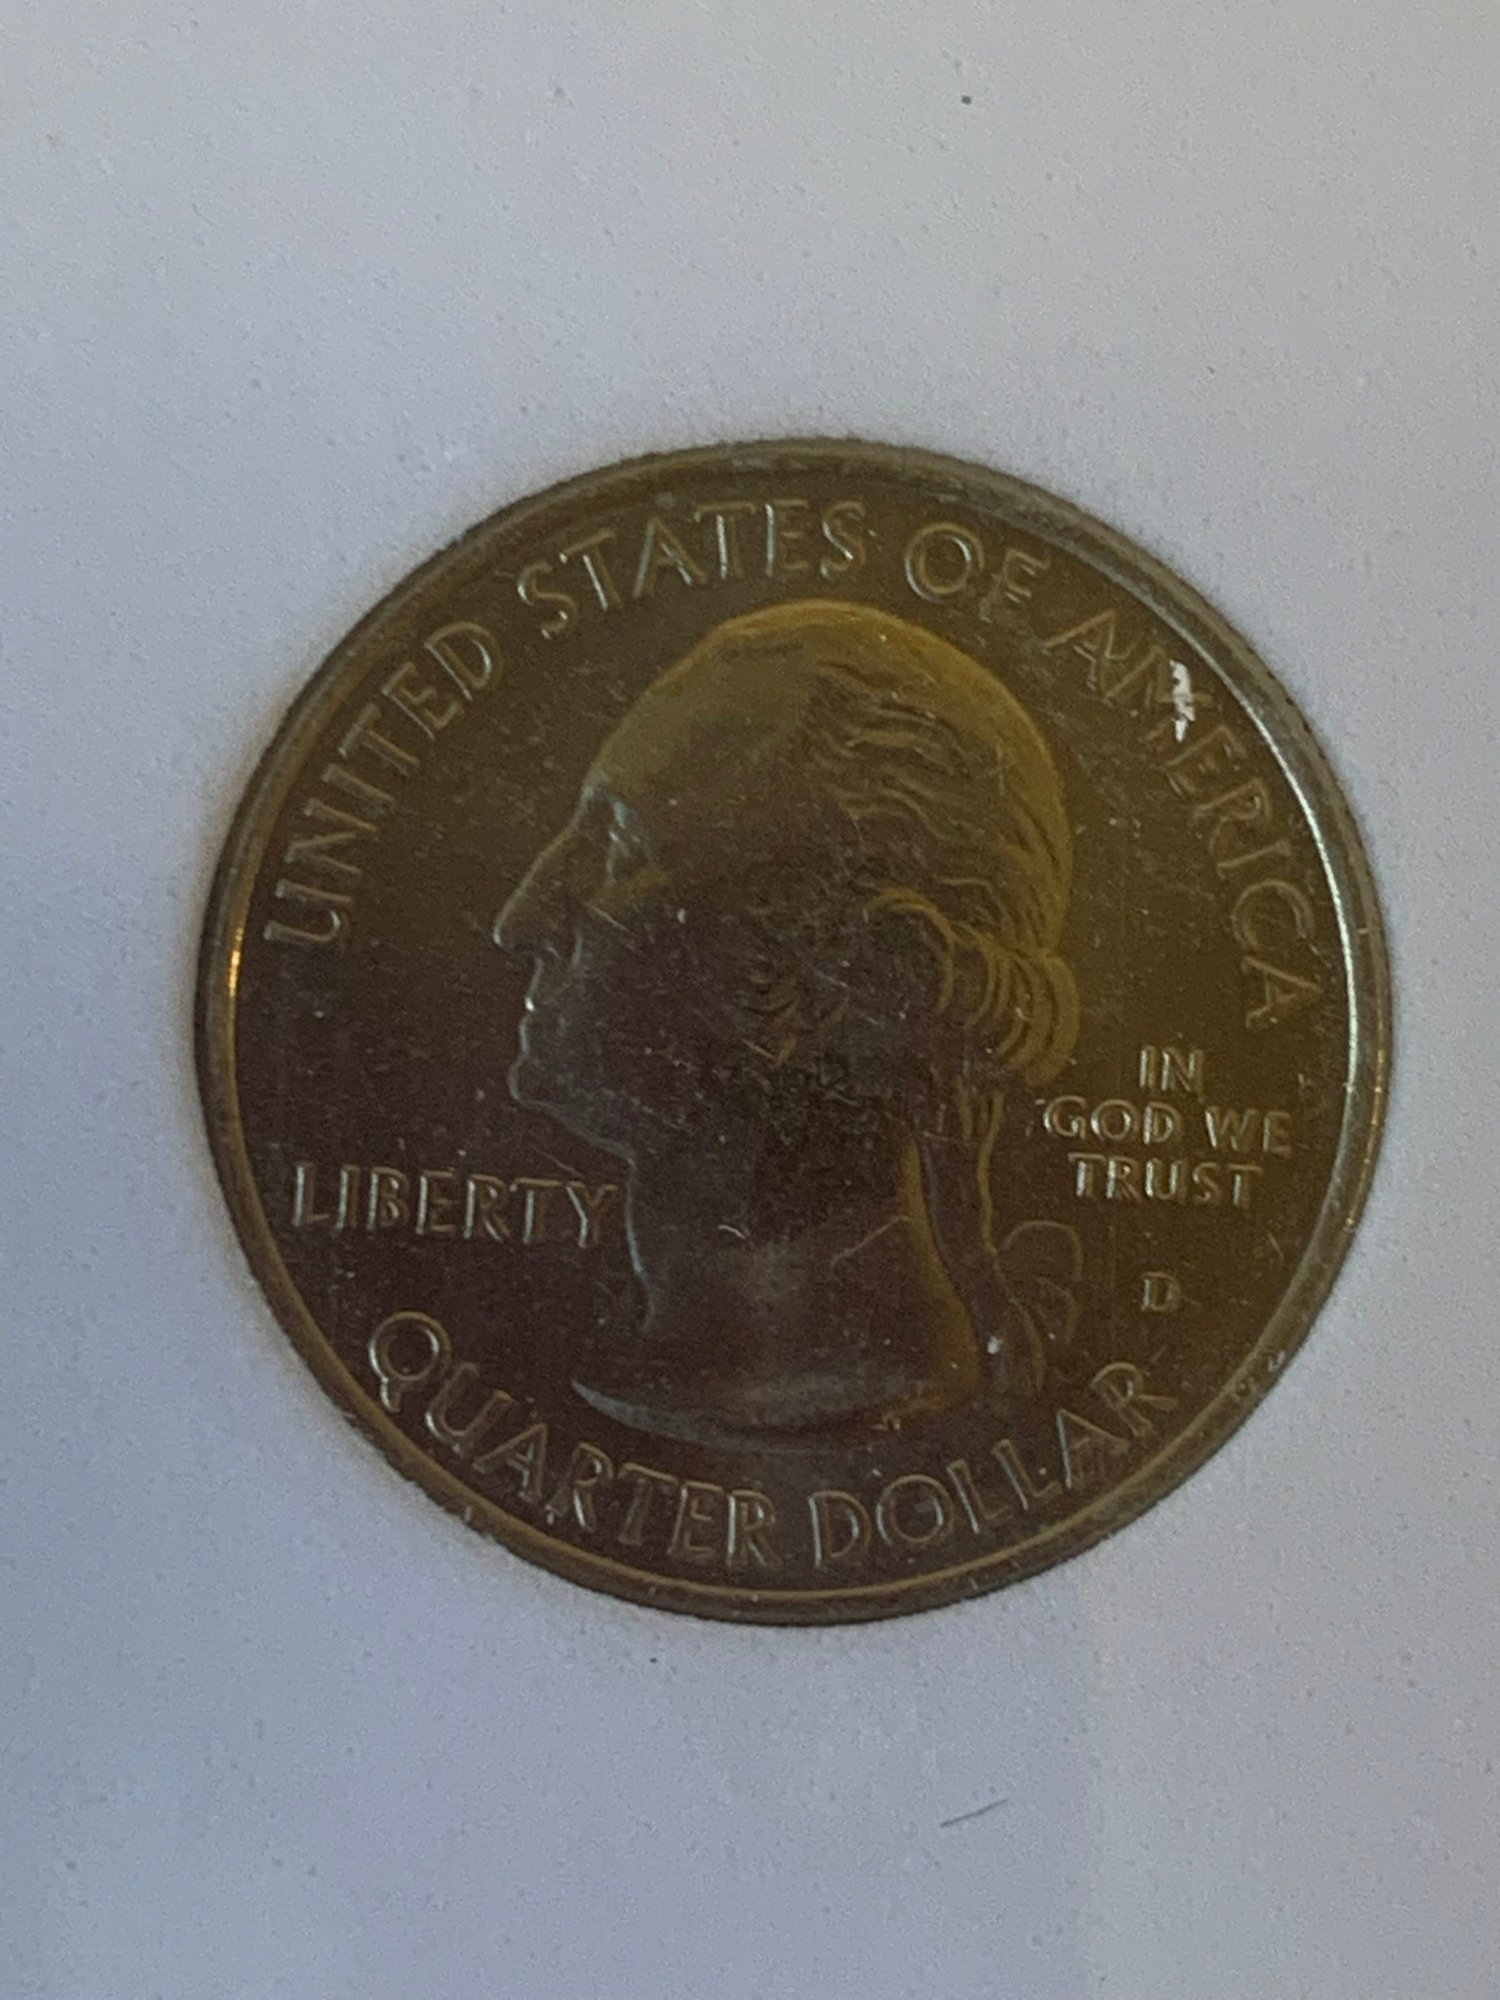 UNITED STATES OF AMERICA
LIBERTY
IN
GOD WE
TRUST
D
QUARTER DOLLAR